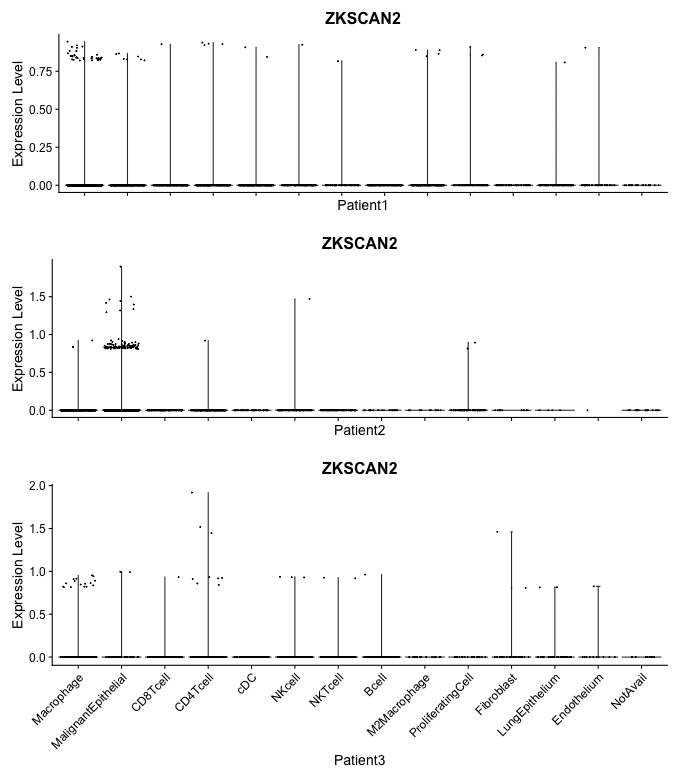 ZKSCAN2
Expression Level
0.75
0.50
0.25
0.00
Patient1
ZKSCAN2
Expression Level
1.5
1.0
0.5
0.0
Patient2
ZKSCAN2
Expression Level
2.0
1.5
1.0
0.5
0.0
Macrophage
MalignantEpithelial
CD8Tcell
CD4Tcell
cDC
NKcell
NKTcell
Bcell
M2Macrophage
ProliferatingCell
Fibroblast
LungEpithelium
Endothelium
NotAvail
Patient3